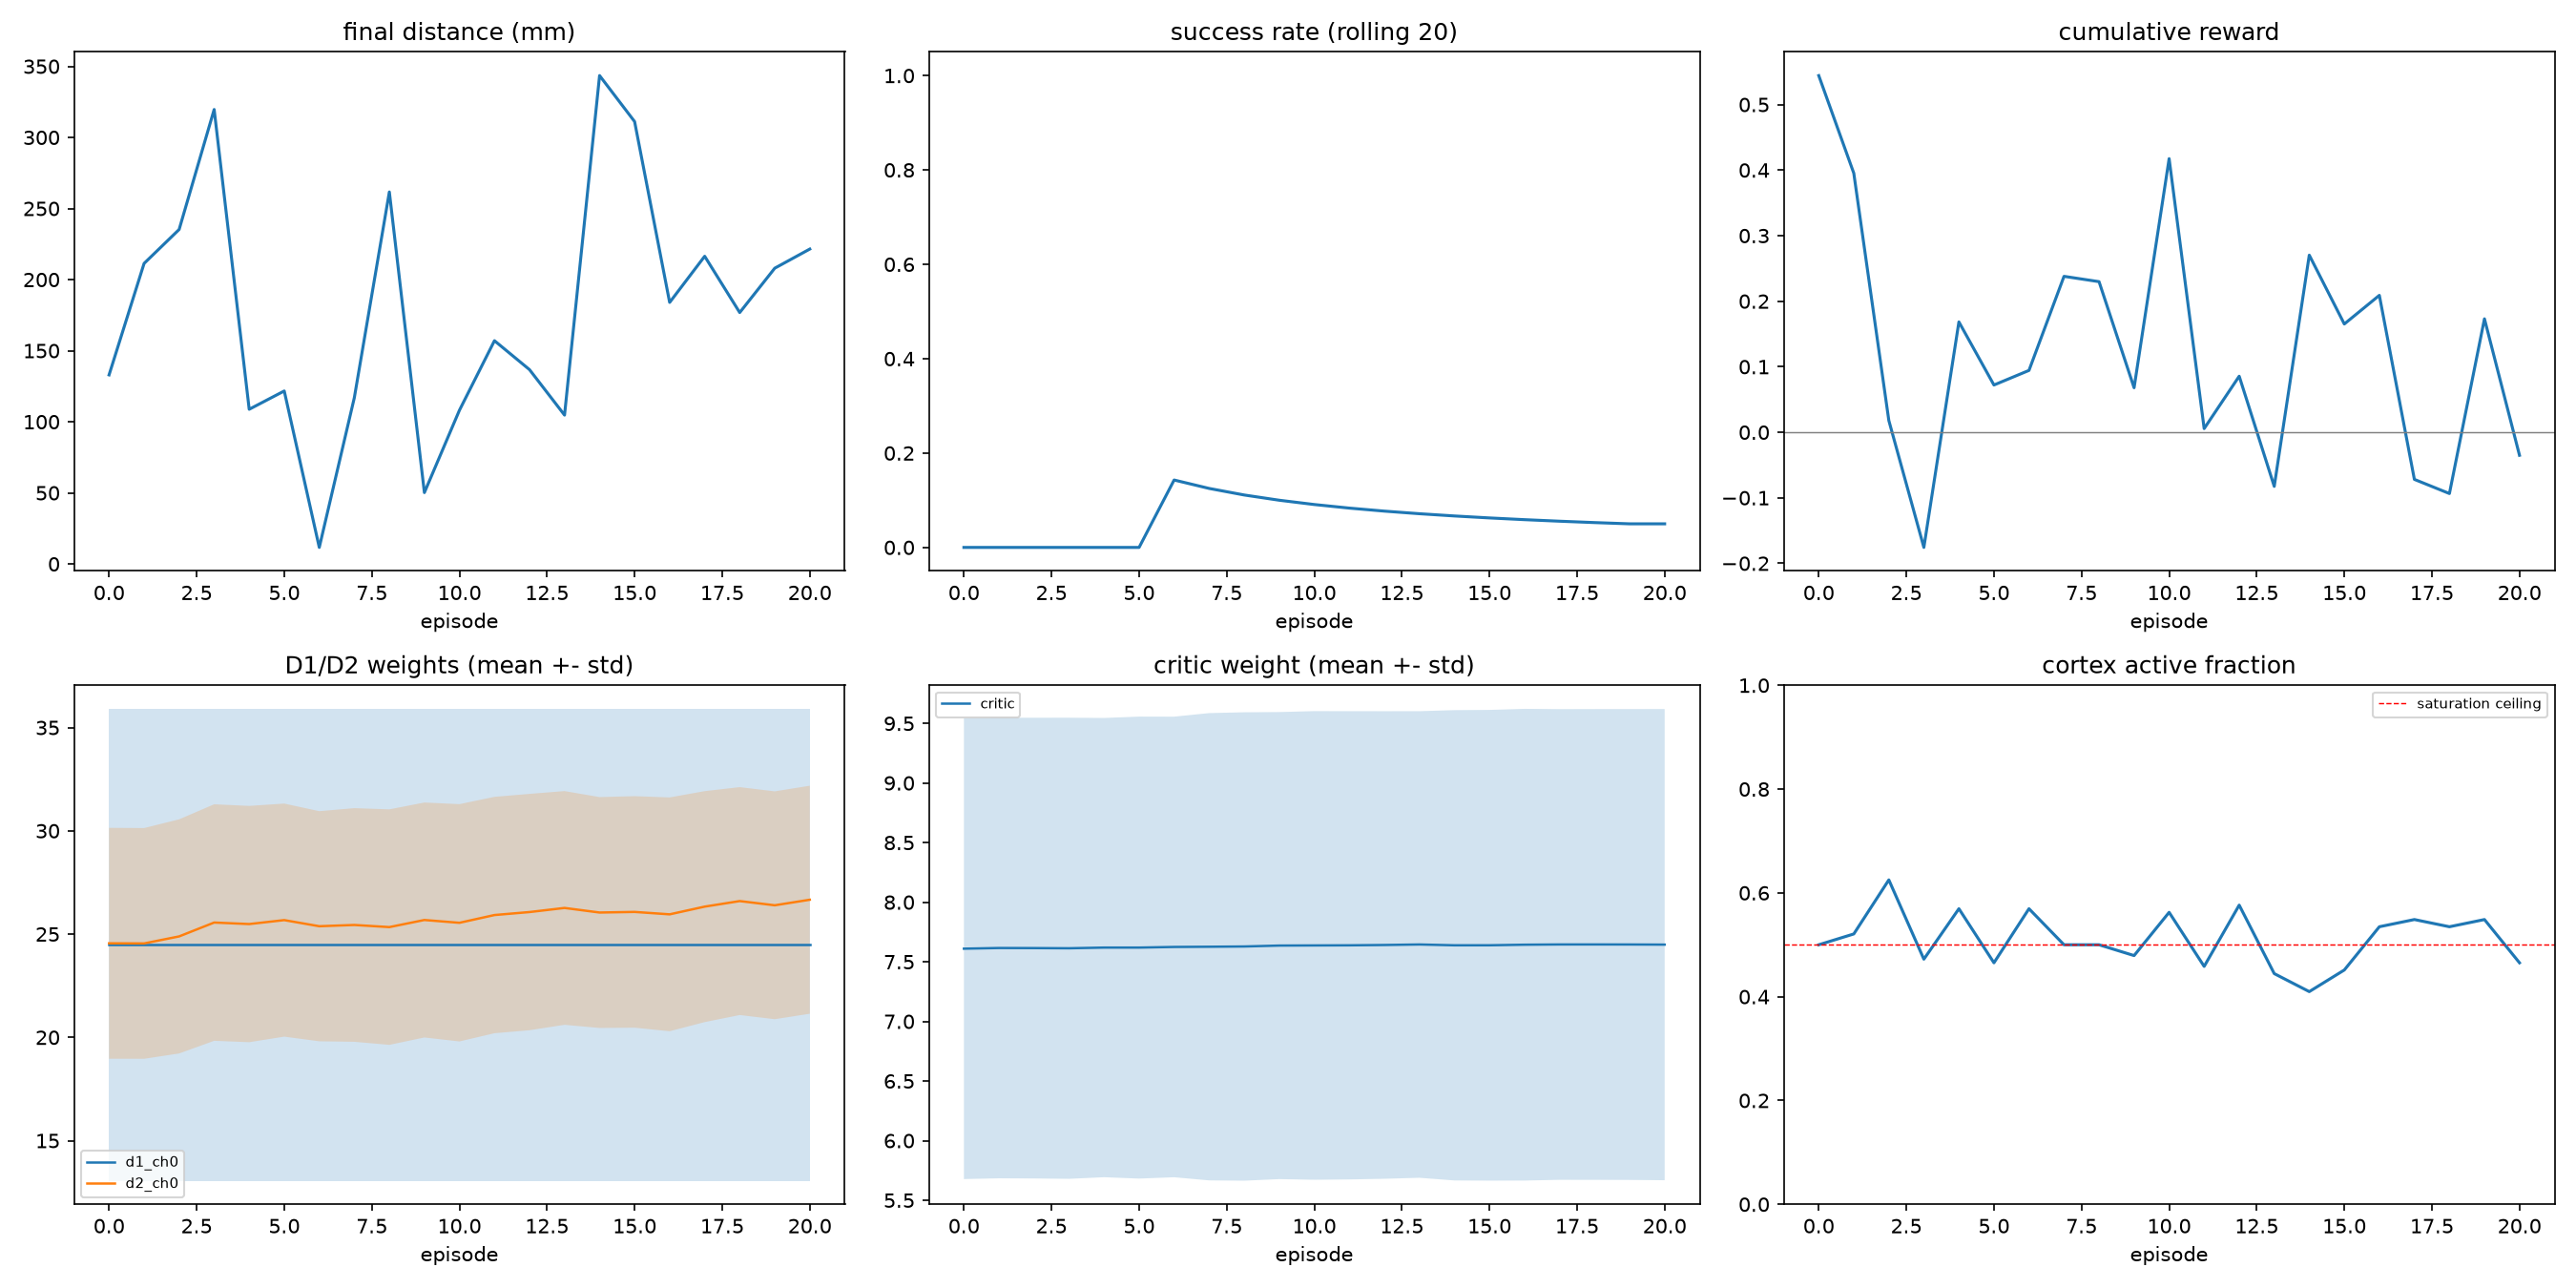 final distance (mm)
350
300
250
200
150
100
50
0
0.0 2.5 5.0 7.5 10.0 12.5 15.0 17.5 20.0
episode
success rate (rolling 20)
1.0
0.8
0.6
0.4
0.2
0.0
0.0 2.5 5.0 7.5 10.0 12.5 15.0 17.5 20.0
episode
cumulative reward
0.5
0.4
0.3
0.2
0.1
0.0
−0.1
−0.2
0.0 2.5 5.0 7.5 10.0 12.5 15.0 17.5 20.0
episode
D1/D2 weights (mean +- std)
35
30
25
20
15
d1_ch0
d2_ch0
0.0 2.5 5.0 7.5 10.0 12.5 15.0 17.5 20.0
episode
critic weight (mean +- std)
critic
9.5
9.0
8.5
8.0
7.5
7.0
6.5
6.0
5.5
0.0 2.5 5.0 7.5 10.0 12.5 15.0 17.5 20.0
episode
cortex active fraction
saturation ceiling
1.0
0.8
0.6
0.4
0.2
0.0
0.0 2.5 5.0 7.5 10.0 12.5 15.0 17.5 20.0
episode